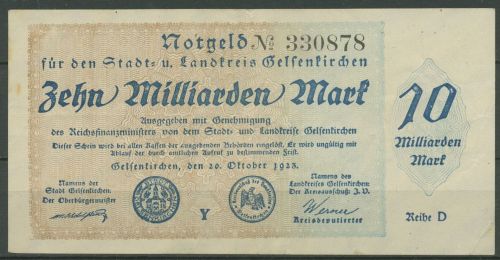 Notgeld № 330878
für den Stadt- u. Landkreis Gelsenkirchen
Zehn Milliarden Mark
Ausgegeben mit Genehmigung
des Reichsfinanzministers von dem Stadt- und Landkreise Gelsenkirchen
Dieser Schein wird bei allen Kassen der ausgebenden Behörden eingelöst. Er wird ungültig mit
Ablauf der durch amtlichen Aufruf zu bestimmenden Frist.
Gelsenkirchen, den 20. Oktober 1923.
Namens der
Stadt Gelsenkirchen.
Der Oberbürgermeister
Y
Namens des
Landkreises Gelsenkirchen:
Der Kreisausschuß J. V.
Werner
Kreisdeputierter
10
Milliarden
Mark
Reihe D